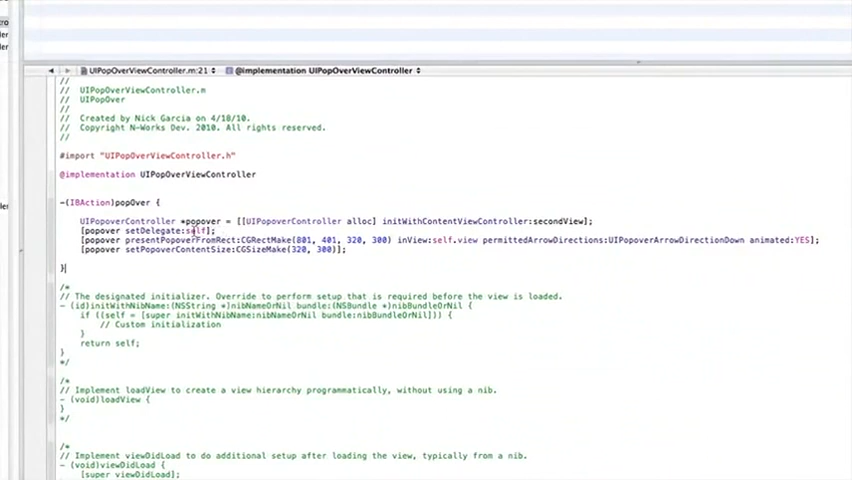 UIPopOverViewController.m:21 @implementation UIPopOverViewController
//
// UIPopOverViewController.m
// UIPopOver
//
// Created by Nick Garcia on 4/18/10.
// Copyright N-Works Dev. 2010. All rights reserved.
//
#import "UIPopOverViewController.h"
@implementation UIPopOverViewController
-(IBAction)popOver {
UIPopoverController *popover = [[UIPopoverController alloc] initWithContentViewController:secondView];
[popover setDelegate:self];
[popover presentPopoverFromRect:CGRectMake(801, 401, 320, 300) inView:self.view permittedArrowDirections:UIPopoverArrowDirectionDown animated:YES];
[popover setPopoverContentSize:CGSizeMake(320, 300)];
}
/*
// The designated initializer. Override to perform setup that is required before the view is loaded.
- (id)initWithNibName:(NSString *)nibNameOrNil bundle:(NSBundle *)nibBundleOrNil {
if ((self = [super initWithNibName:nibNameOrNil bundle:nibBundleOrNil])) {
// Custom initialization
}
return self;
}
*/
/*
// Implement loadView to create a view hierarchy programmatically, without using a nib.
- (void)loadView {
}
*/
/*
// Implement viewDidLoad to do additional setup after loading the view, typically from a nib.
- (void)viewDidLoad {
[super viewDidLoad];